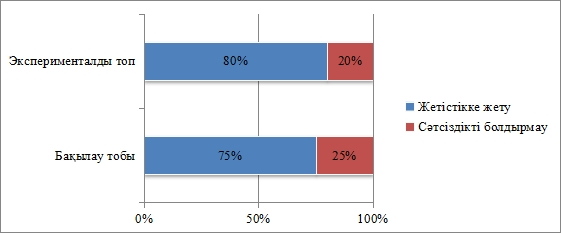 Эксперименталды топ
80%
20%
Жетістікке жету
Сәтсіздікті болдырмау
Бақылау тобы
75%
25%
0%
50%
100%